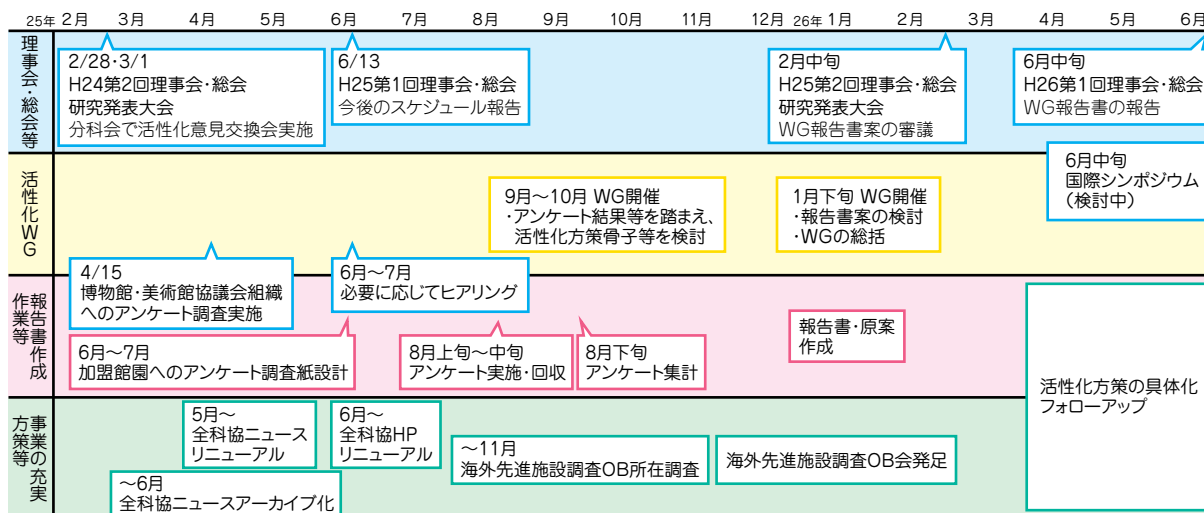 25年 2月 3月 4月 5月 6月 7月 8月 9月 10月 11月 12月 26年 1月 2月 3月 4月 5月 6月
理事会・総会等
2/28・3/1
H24第2回理事会・総会
研究発表大会
分科会で活性化意見交換会実施
6/13
H25第1回理事会・総会
今後のスケジュール報告
2月中旬
H25第2回理事会・総会
研究発表大会
WG報告書案の審議
6月中旬
H26第1回理事会・総会
WG報告書の報告
6月中旬
国際シンポジウム
（検討中）
活性化WG
9月～10月 WG開催
・アンケート結果等を踏まえ、
活性化方策骨子等を検討
1月下旬 WG開催
・報告書案の検討
・WGの総括
4/15
博物館・美術館協議会組織
へのアンケート調査実施
6月～7月
必要に応じてヒアリング
報告書作成
作業等
6月～7月
加盟館園へのアンケート調査紙設計
8月上旬～中旬
アンケート実施・回収
8月下旬
アンケート集計
報告書・原案
作成
活性化方策の具体化
フォローアップ
事業の充実
方策等
5月～
全科協ニュース
リニューアル
6月～
全科協HP
リニューアル
～11月
海外先進施設調査OB所在調査
海外先進施設調査OB会発足
～6月
全科協ニュースアーカイブ化